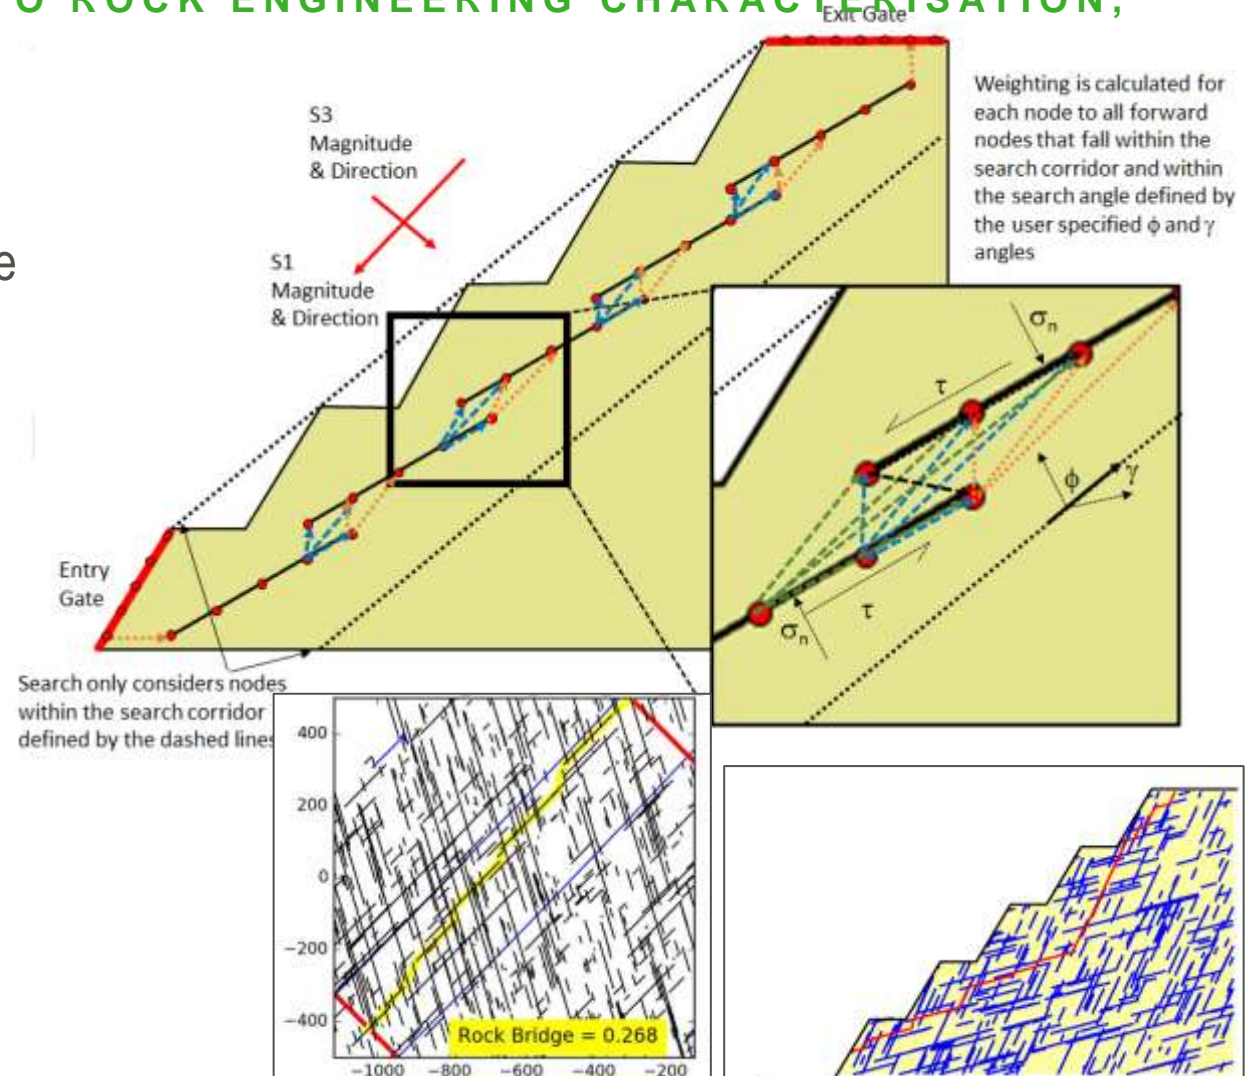 O ROCK ENGINEERING CHARACTERISATION,
Exit Gate
Weighting is calculated for
each node to all forward
nodes that fall within the
search corridor and within
the search angle defined by
the user specified ϕ and γ
angles
S3
Magnitude
& Direction
e
S1
Magnitude
& Direction
σn
τ
ϕ
γ
τ
σn
Entry
Gate
Search only considers nodes
within the search corridor
defined by the dashed lines
400
200
0
−200
−400
Rock Bridge = 0.268
−1000 −800 −600 −400 −200